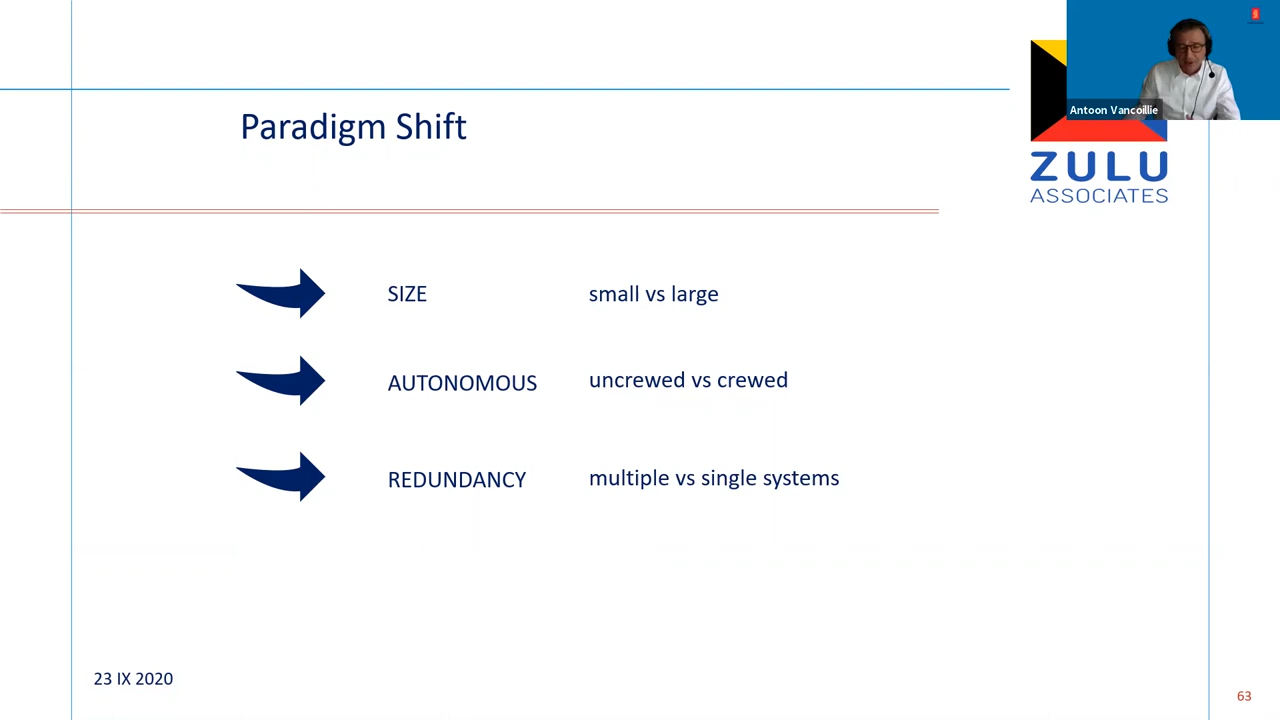 Antoon Vancoillie
Paradigm Shift
ZULU
ASSOCIATES
SIZE small vs large
AUTONOMOUS uncrewed vs crewed
REDUNDANCY multiple vs single systems
23 IX 2020
63